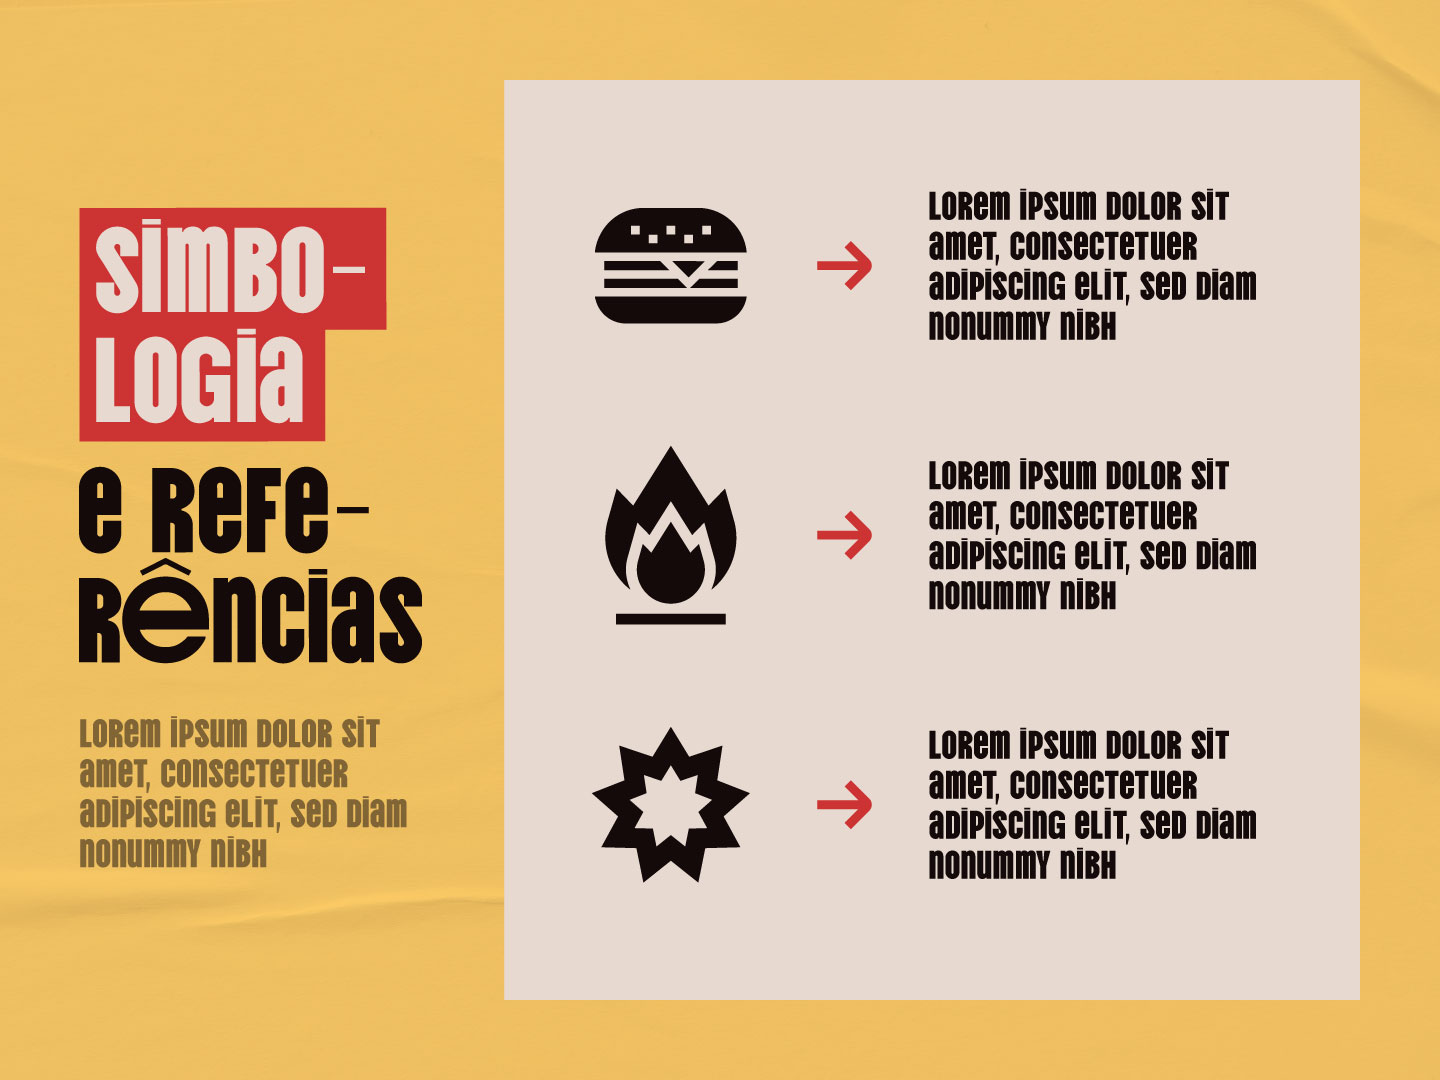 SimBO-
LOGia
e ReFe-
Rências
LOREM iPSUM DOLOR SiT
amet, consectetuer
aDiPiscinG eLiT, SED Diam
nonummy niBH
LOREM iPSUM DOLOR SiT
amet, consectetuer
aDiPiscinG eLiT, SED Diam
nonummy niBH
LOREM iPSUM DOLOR SiT
amet, consectetuer
aDiPiscinG eLiT, SED Diam
nonummy niBH
LOREM iPSUM DOLOR SiT
amet, consectetuer
aDiPiscinG eLiT, SED Diam
nonummy niBH